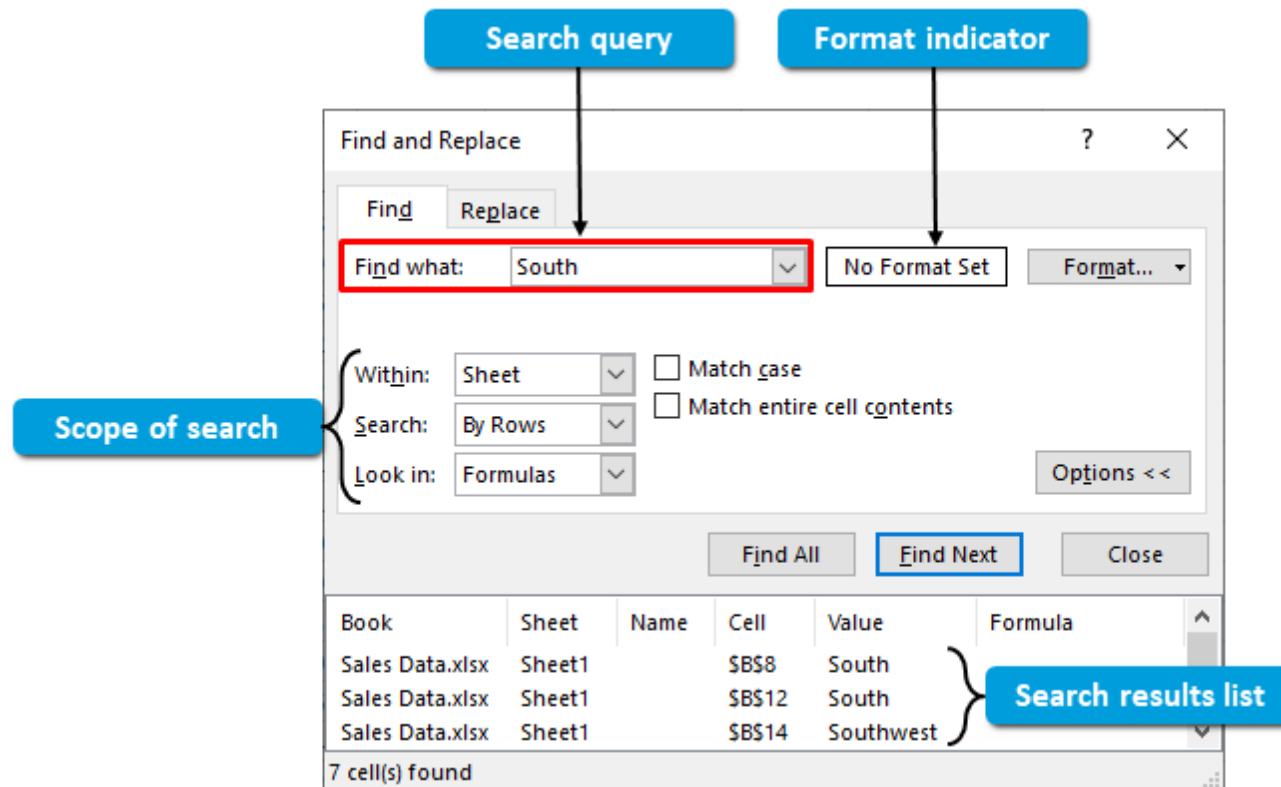 Search query Format indicator
Find and Replace ? X
Find Replace
Find what: South No Format Set Format...
Within: Sheet Match case
Match entire cell contents
Scope of search Search: By Rows
Look in: Formulas
Options <<
Find All Find Next Close
Book Sheet Name Cell Value Formula
Sales Data.xlsx Sheet1 $B$8 South
Sales Data.xlsx Sheet1 $B$12 South
Search results list
Sales Data.xlsx Sheet1 $B$14 Southwest
7 cell(s) found